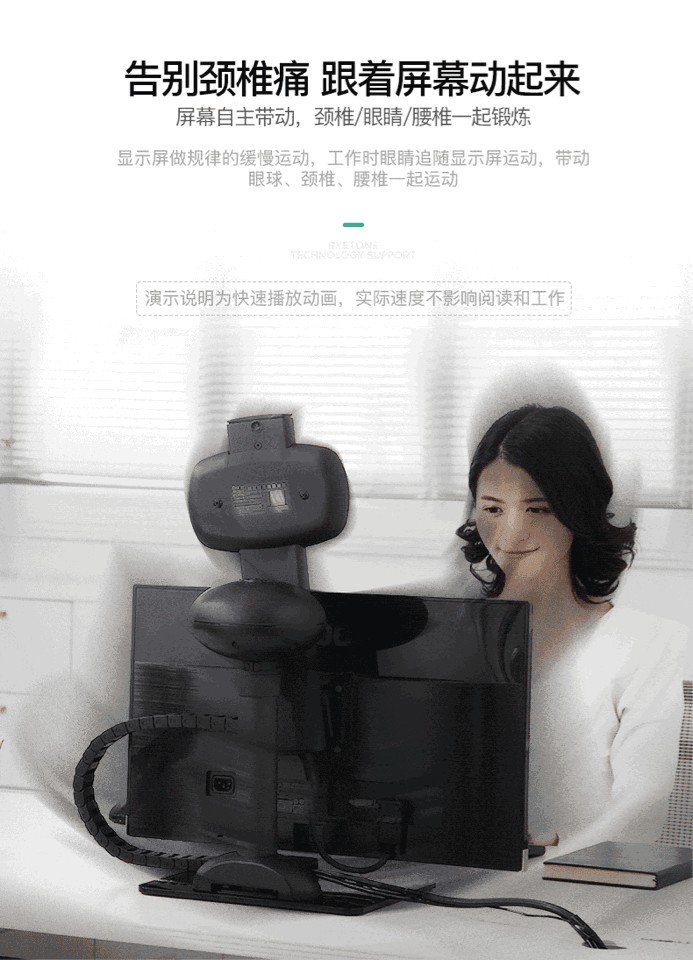 告别颈椎痛 跟着屏幕动起来
屏幕自主带动，颈椎/眼睛/腰椎一起锻炼
显示屏做规律的缓慢运动，工作时眼睛追随显示屏运动，带动
眼球、颈椎、腰椎一起运动
TECHNOLOGY SUPPORT
演示说明为快速播放动画，实际速度不影响阅读和工作